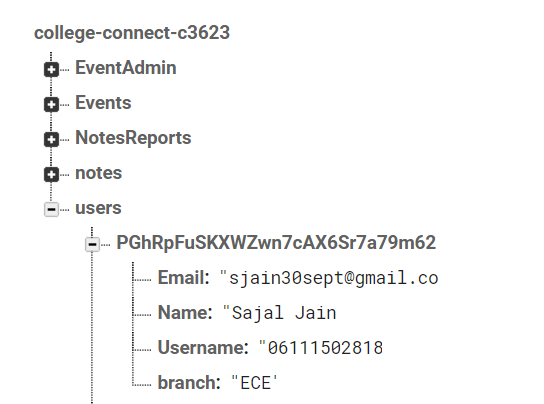 college-connect-c3623
EventAdmin
Events
NotesReports
notes
users
PGhRpFuSKXWZwn7cAX6Sr7a79m62
Email: "sjain30sept@gmail.co
Name: "Sajal Jain
Username: "06111502818
branch: "ECE'